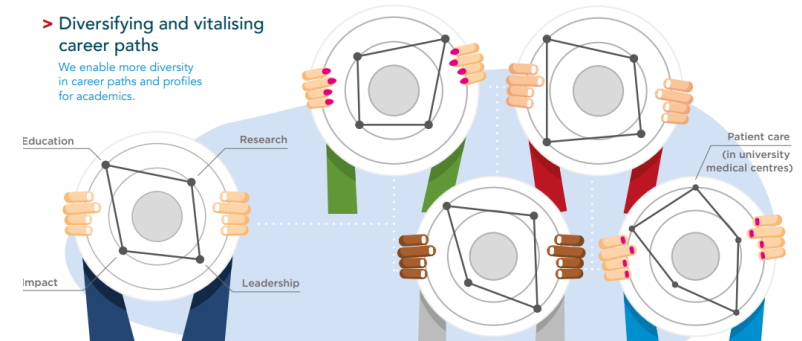 > Diversifying and vitalising
career paths
We enable more diversity
in career paths and profiles
for academics.
Education
Research
Patient care
(in university
medical centres)
Impact
Leadership